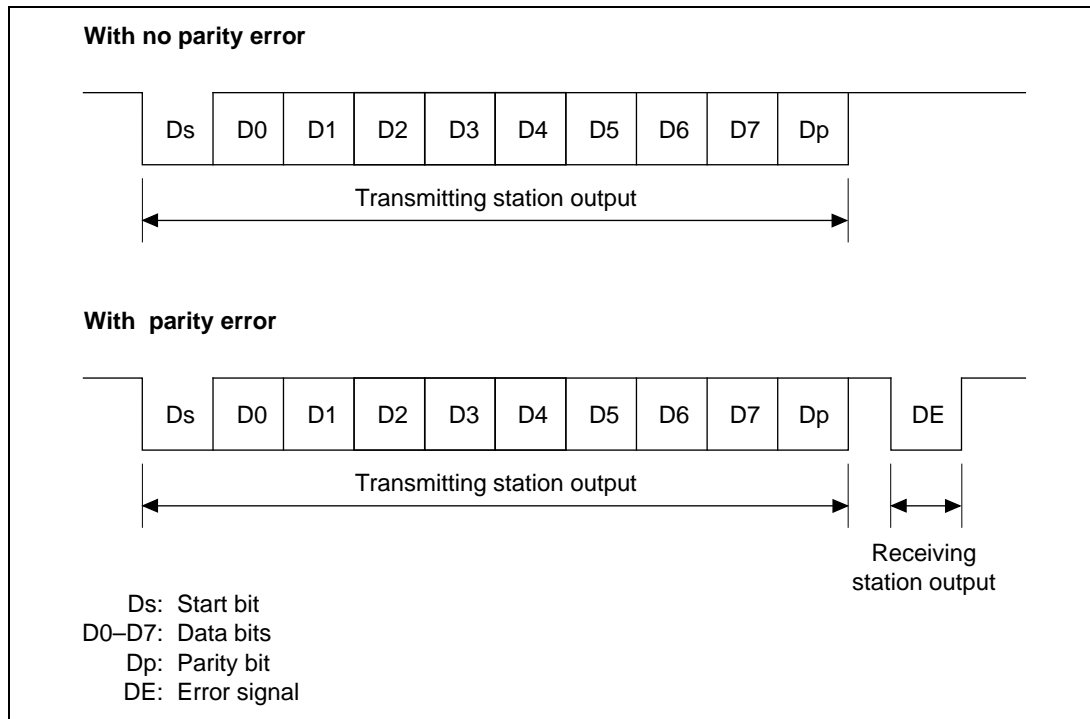 With no parity error
Ds D0 D1 D2 D3 D4 D5 D6 D7 Dp
Transmitting station output
With parity error
Ds D0 D1 D2 D3 D4 D5 D6 D7 Dp DE
Transmitting station output
Receiving
station output
Ds: Start bit
D0–D7: Data bits
Dp: Parity bit
DE: Error signal